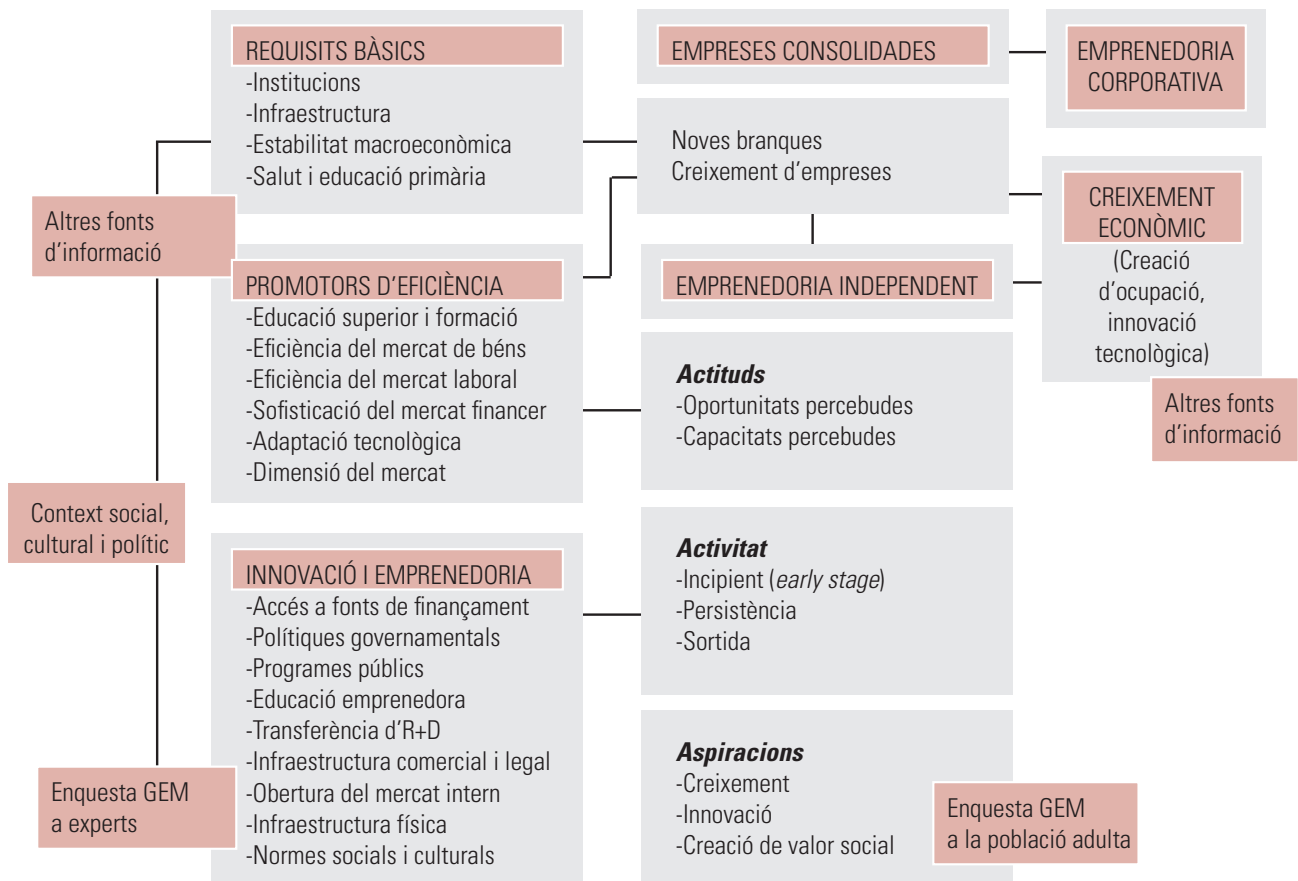 REQUISITS BÀSICS
-Institucions
-Infraestructura
-Estabilitat macroeconòmica
-Salut i educació primària
Altres fonts
d'informació
PROMOTORS D'EFICIÈNCIA
-Educació superior i formació
-Eficiència del mercat de béns
-Eficiència del mercat laboral
-Sofisticació del mercat financer
-Adaptació tecnològica
-Dimensió del mercat
Context social,
cultural i polític
INNOVACIÓ I EMPRENEDORIA
-Accés a fonts de finançament
-Polítiques governamentals
-Programes públics
-Educació emprenedora
-Transferència d'R+D
-Infraestructura comercial i legal
-Obertura del mercat intern
-Infraestructura física
-Normes socials i culturals
Enquesta GEM
a experts
EMPRESES CONSOLIDADES
Noves branques
Creixement d'empreses
EMPRENEDORIA INDEPENDENT
Actituds
-Oportunitats percebudes
-Capacitats percebudes
Activitat
-Incipient (early stage)
-Persistència
-Sortida
Aspiracions
-Creixement
-Innovació
-Creació de valor social
Enquesta GEM
a la població adulta
EMPRENEDORIA
CORPORATIVA
CREIXEMENT
ECONÒMIC
(Creació
d'ocupació,
innovació
tecnològica)
Altres fonts
d'informació